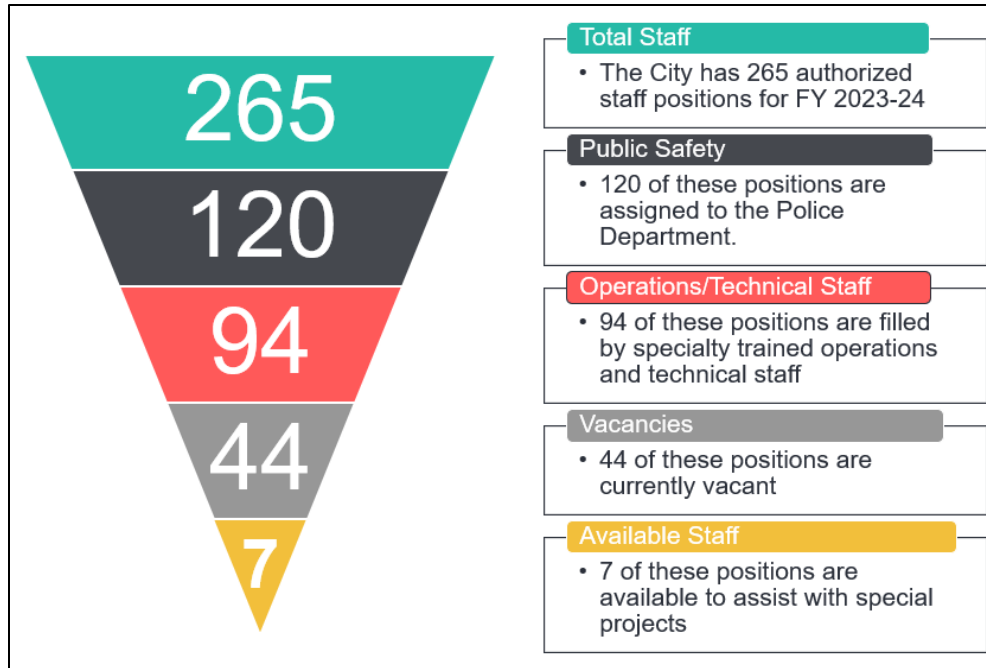 265
120
94
44
7
Total Staff
• The City has 265 authorized
staff positions for FY 2023-24
Public Safety
• 120 of these positions are
assigned to the Police
Department.
Operations/Technical Staff
• 94 of these positions are filled
by specialty trained operations
and technical staff
Vacancies
• 44 of these positions are
currently vacant
Available Staff
• 7 of these positions are
available to assist with special
projects